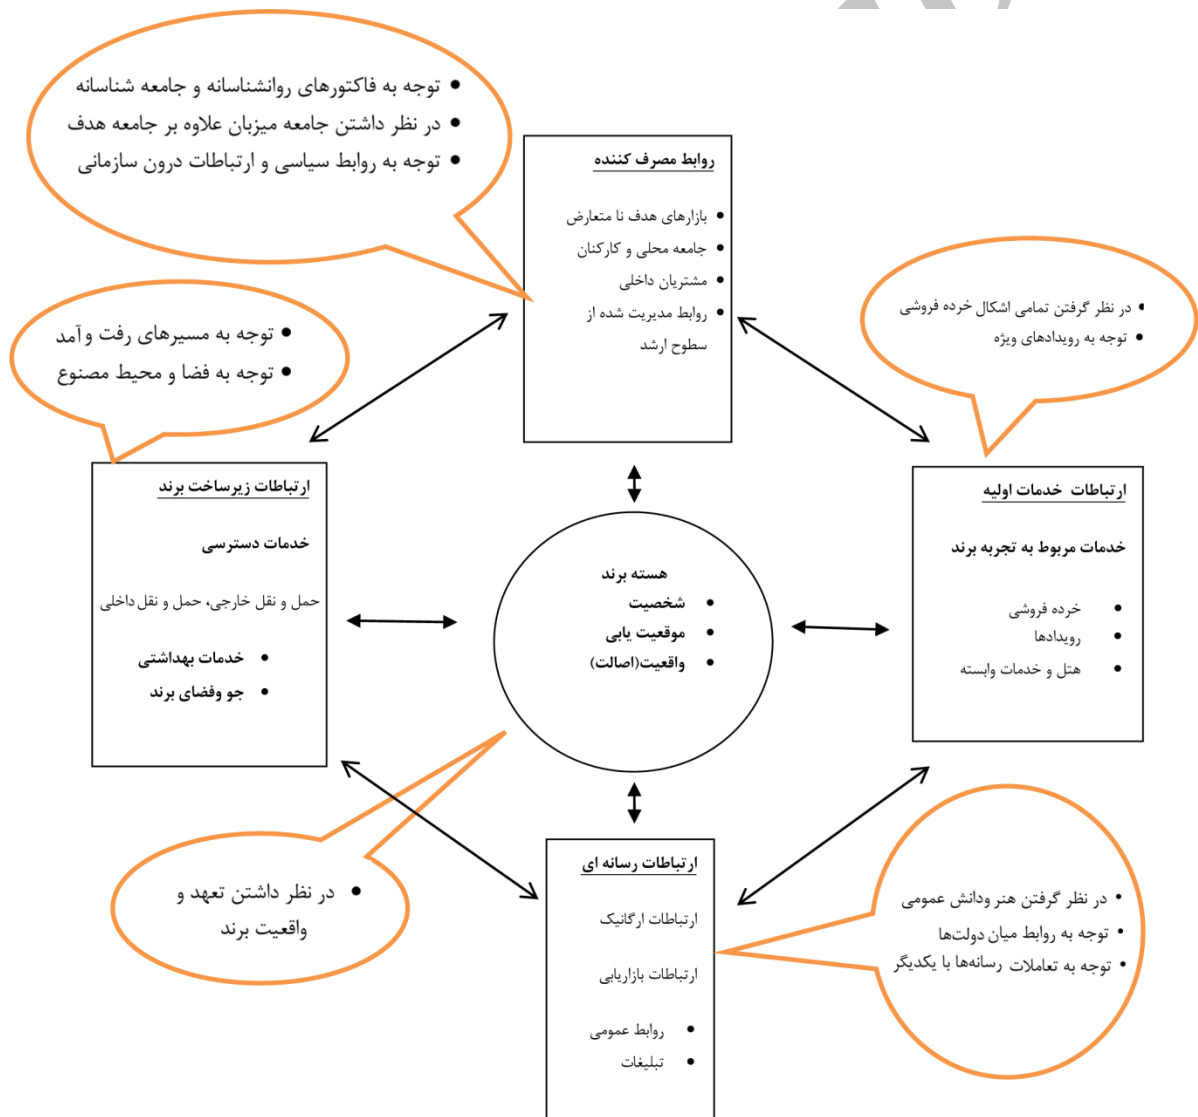 توجه به فاکتورهای روانشناسانه و جامعه شناسانه
در نظر داشتن جامعه میزبان علاوه بر جامعه هدف
توجه به روابط سیاسی و ارتباطات درون سازمانی
روابط مصرف کننده
بازارهای هدف نا متعارض
جامعه محلی و کارکنان
مشتریان داخلی
روابط مدیریت شده از
سطوح ارشد
در نظر گرفتن تمامی اشکال خرده فروشی
توجه به رویدادهای ویژه
توجه به مسیرهای رفت و آمد
توجه به فضا و محیط مصنوع
ارتباطات خدمات اولیه
خدمات مربوط به تجربه برند
خرده فروشی
رویدادها
هتل و خدمات وابسته
هسته برند
شخصیت
موقعیت یابی
واقعیت(اصالت)
ارتباطات زیرساخت برند
خدمات دسترسی
حمل و نقل خارجی، حمل و نقل داخلی
خدمات بهداشتی
جو وفضای برند
در نظر گرفتن هنر ودانش عمومی
توجه به روابط میان دولت‌ها
توجه به تعاملات رسانه‌ها با یکدیگر
ارتباطات رسانه ای
ارتباطات ارگانیک
ارتباطات بازاریابی
روابط عمومی
تبلیغات
در نظر داشتن تعهد و
واقعیت برند